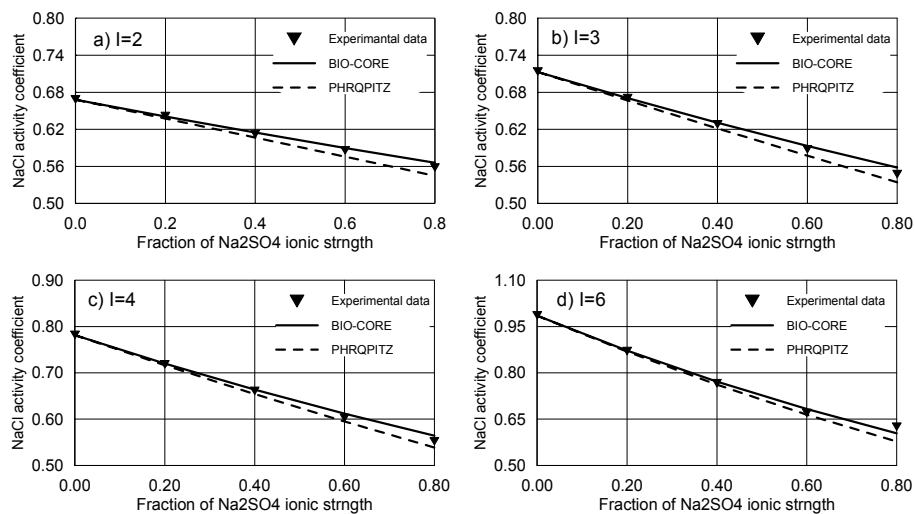 a) I=2
Experimantal data
BIO-CORE
PHRQPITZ
NaCl activity coefficient
0.80
0.74
0.68
0.62
0.56
0.50
0.0 0.2 0.4 0.6 0.8
Fraction of Na2SO4 ionic strngth
b) I=3
Experimantal data
BIO-CORE
PHRQPITZ
NaCl activity coefficient
0.80
0.74
0.68
0.62
0.56
0.50
0.00 0.20 0.40 0.60 0.80
Fraction of Na2SO4 ionic strngth
c) I=4
Experimantal data
BIO-CORE
PHRQPITZ
NaCl activity coefficient
0.90
0.80
0.70
0.60
0.50
0.00 0.20 0.40 0.60 0.80
Fraction of Na2SO4 ionic strngth
d) I=6
Experimantal data
BIO-CORE
PHRQPITZ
NaCl activity coefficient
1.10
0.95
0.80
0.65
0.50
0.00 0.20 0.40 0.60 0.80
Fraction of Na2SO4 ionic strngth